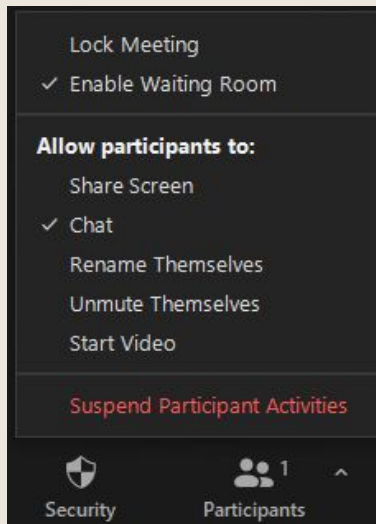 Lock Meeting
✓ Enable Waiting Room
Allow participants to:
Share Screen
✓ Chat
Rename Themselves
Unmute Themselves
Start Video
Suspend Participant Activities
1
Security Participants